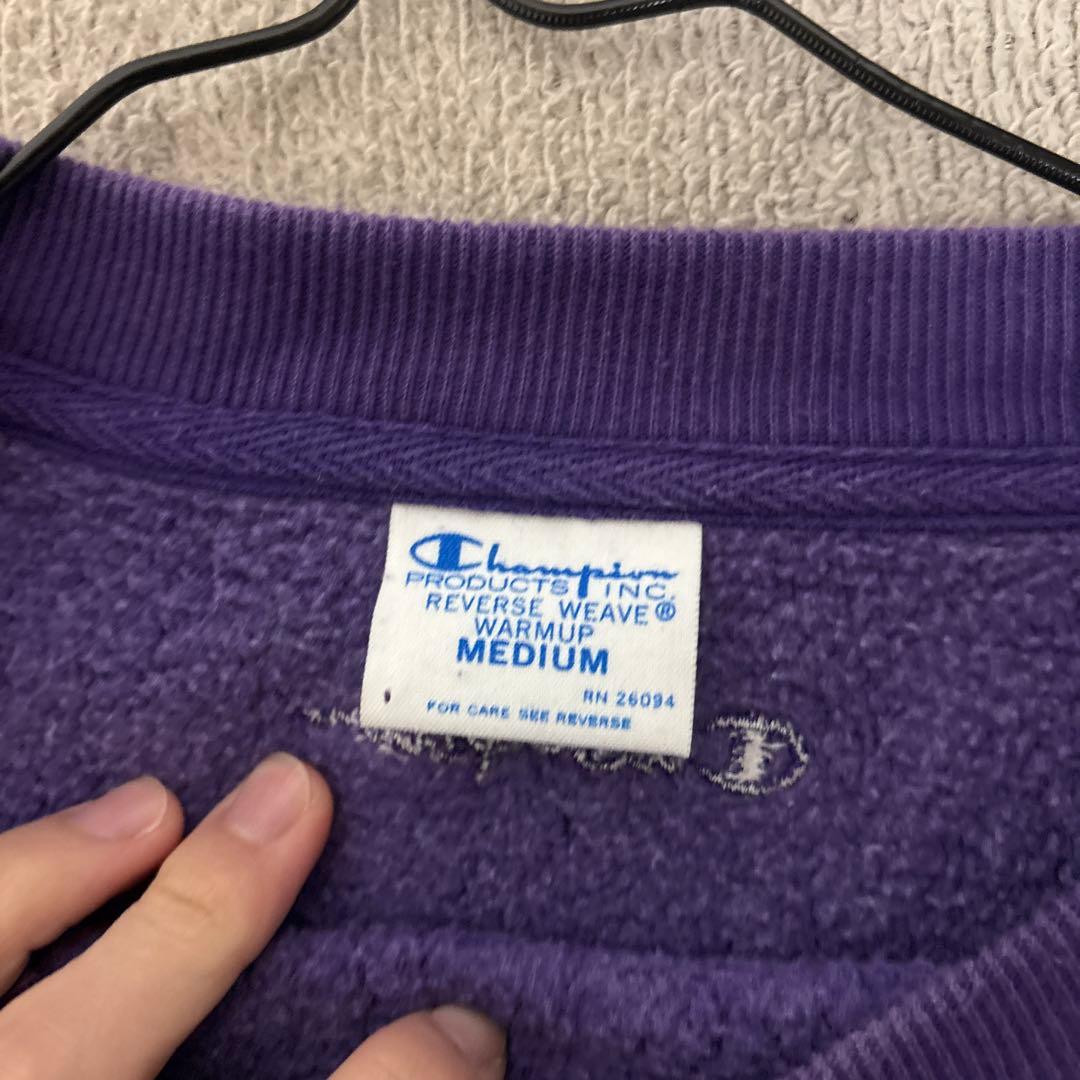 Champion
PRODUCTS INC.
REVERSE WEAVE®
WARMUP
MEDIUM
RN 26094
FOR CARE SEE REVERSE